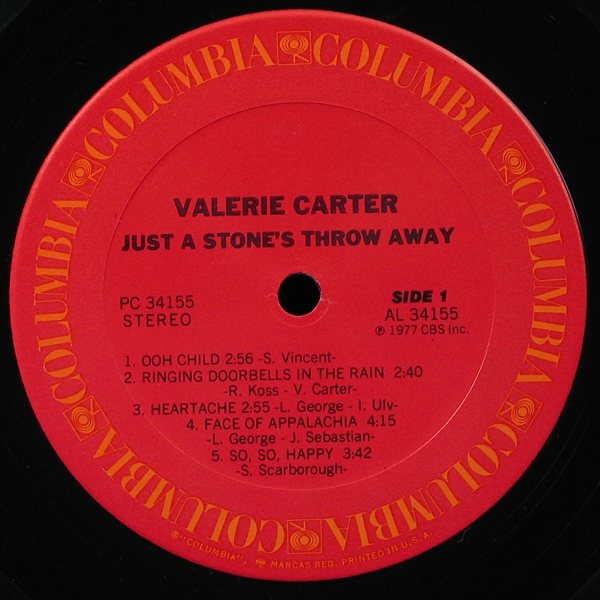 COLUMBIA COLUMBIA COLUMBIA COLUMBIA COLUMBIA COLUMBIA
VALERIE CARTER
JUST A STONE'S THROW AWAY
PC 34155
STEREO
SIDE 1
AL 34155
Ⓟ 1977 CBS Inc.
1. OOH CHILD 2:56 -S. Vincent-
2. RINGING DOORBELLS IN THE RAIN 2:40
-R. Koss - V. Carter-
3. HEARTACHE 2:55 -L. George - I. Ulv-
4. FACE OF APPALACHIA 4:15
-L. George - J. Sebastian-
5. SO, SO, HAPPY 3:42
-S. Scarborough-
®"COLUMBIA", MARCAS REG. PRINTED IN U.S.A.